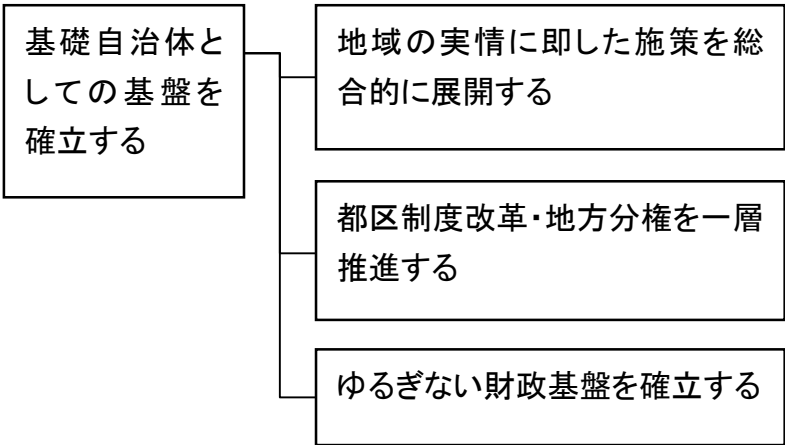 基礎自治体と
しての基盤を
確立する
地域の実情に即した施策を総
合的に展開する
都区制度改革・地方分権を一層
推進する
ゆるぎない財政基盤を確立する